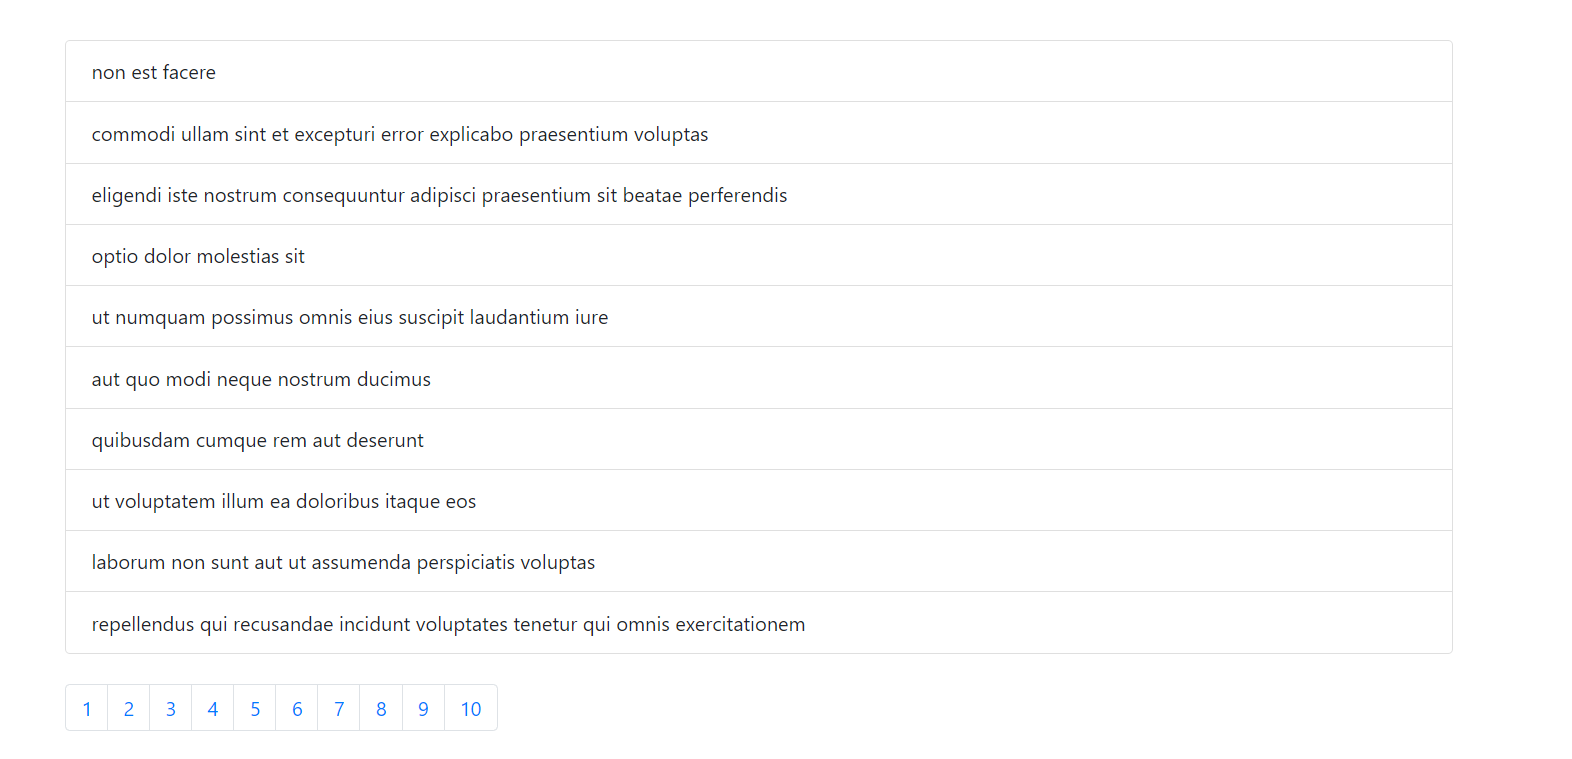 non est facere
commodi ullam sint et excepturi error explicabo praesentium voluptas
eligendi iste nostrum consequuntur adipisci praesentium sit beatae perferendis
optio dolor molestias sit
ut numquam possimus omnis eius suscipit laudantium iure
aut quo modi neque nostrum ducimus
quibusdam cumque rem aut deserunt
ut voluptatem illum ea doloribus itaque eos
laborum non sunt aut ut assumenda perspiciatis voluptas
repellendus qui recusandae incidunt voluptates tenetur qui omnis exercitationem
1 2 3 4 5 6 7 8 9 10